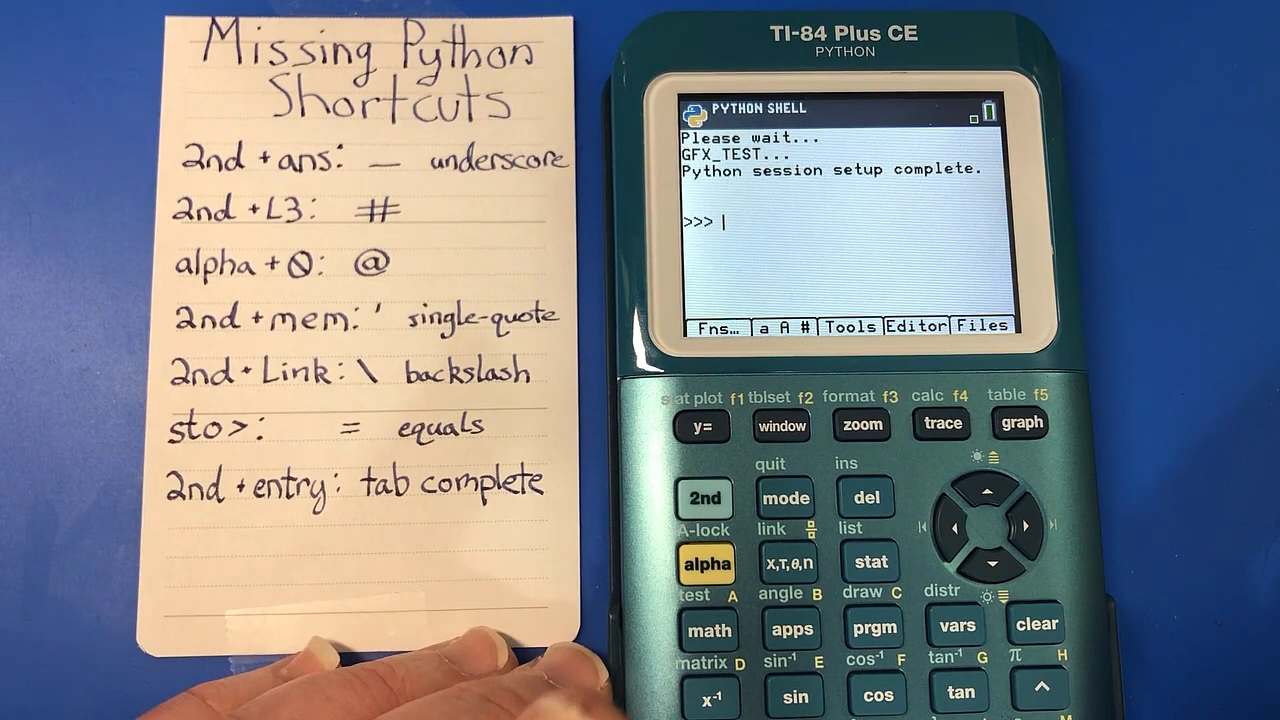 Missing Python
Shortcuts
2nd + ans: _ underscore
2nd + L3: #
alpha + 0: @
2nd + mem: ' single-quote
2nd + Link: \ backslash
sto>: = equals
2nd + entry: tab complete
TI-84 Plus CE
PYTHON
PYTHON SHELL
Please wait...
GFX_TEST...
Python session setup complete.
>>> |
Fns… a A # Tools Editor Files
stat plot f1 tblset f2 format f3 calc f4 table f5
y= window zoom trace graph
quit ins
2nd mode del
A-lock link list
alpha X,T,θ,n stat
test A angle B draw C distr
math apps prgm vars clear
matrix D sin-1 E cos-1 F tan-1 G π H
x-1 sin cos tan ^
M